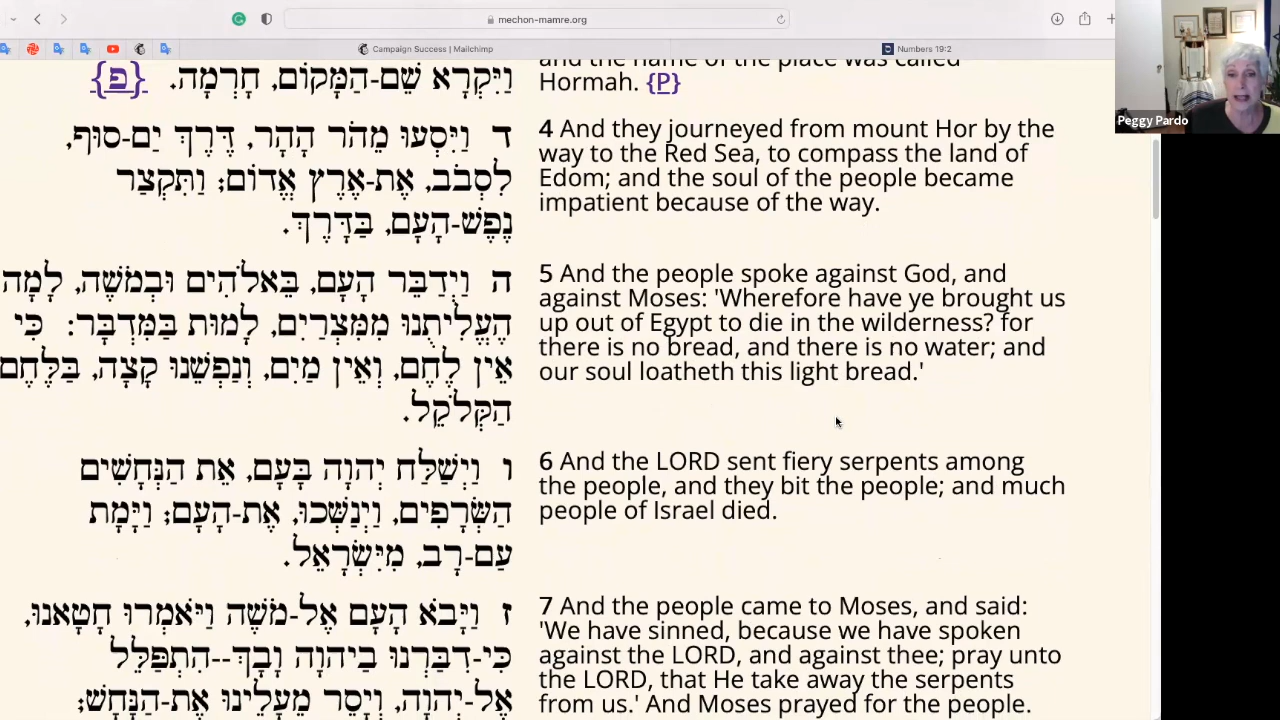 mechon-mamre.org
Campaign Success | Mailchimp
Numbers 19:2
Peggy Pardo
וַיִּקְרָא שֵׁם-הַמָּקוֹם, חָרְמָה. {פ}
and the name of the place was called
Hormah. {P}
ד וַיִּסְעוּ מֵהֹר הָהָר, דֶּרֶךְ יַם-סוּף,
לִסְבֹב, אֶת-אֶרֶץ אֱדוֹם; וַתִּקְצַר
נֶפֶשׁ-הָעָם, בַּדָּרֶךְ.
4 And they journeyed from mount Hor by the
way to the Red Sea, to compass the land of
Edom; and the soul of the people became
impatient because of the way.
ה וַיְדַבֵּר הָעָם, בֵּאלֹהִים וּבְמֹשֶׁה, לָמָה
הֶעֱלִיתֻנוּ מִמִּצְרַיִם, לָמוּת בַּמִּדְבָּר: כִּי
אֵין לֶחֶם, וְאֵין מַיִם, וְנַפְשֵׁנוּ קָצָה, בַּלֶּחֶם
הַקְּלֹקֵל.
5 And the people spoke against God, and
against Moses: 'Wherefore have ye brought us
up out of Egypt to die in the wilderness? for
there is no bread, and there is no water; and
our soul loatheth this light bread.'
ו וַיְשַׁלַּח יְהוָה בָּעָם, אֵת הַנְּחָשִׁים
הַשְּׂרָפִים, וַיְנַשְּׁכוּ, אֶת-הָעָם; וַיָּמָת
עַם-רָב, מִיִּשְׂרָאֵל.
6 And the LORD sent fiery serpents among
the people, and they bit the people; and much
people of Israel died.
ז וַיָּבֹא הָעָם אֶל-מֹשֶׁה וַיֹּאמְרוּ חָטָאנוּ,
כִּי-דִבַּרְנוּ בַיהוָה וָבָךְ--הִתְפַּלֵּל
אֶל-יְהוָה, וְיָסֵר מֵעָלֵינוּ אֶת-הַנָּחָשׁ;
7 And the people came to Moses, and said:
'We have sinned, because we have spoken
against the LORD, and against thee; pray unto
the LORD, that He take away the serpents
from us.' And Moses prayed for the people.